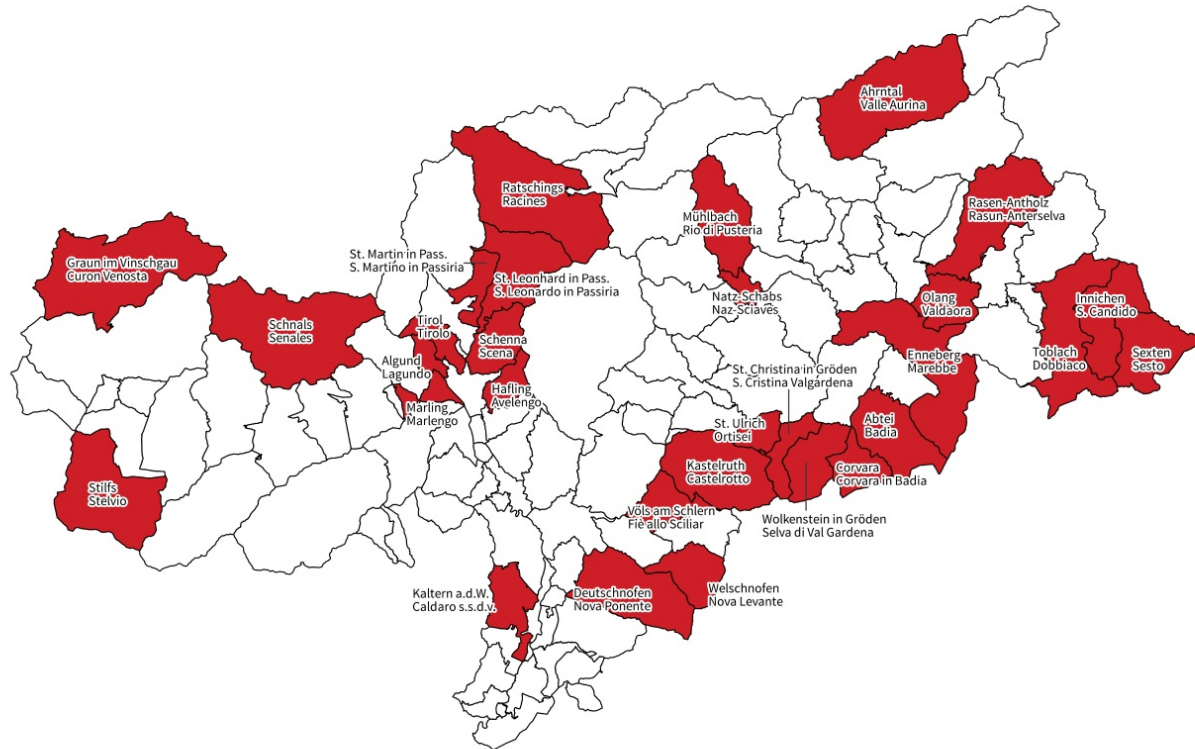 Ahrntal
Valle Aurina
Ratschings
Racines
Rasen-Antholz
Rasun-Anterselva
Mühlbach
Rio di Pusteria
St. Martin in Pass.
S. Martino in Passiria
Graun im Vinschgau
Curon Venosta
St. Leonhard in Pass.
S. Leonardo in Passiria
Natz-Schabs
Naz-Sciaves
Olang
Valdaora
Innichen
S. Candido
Tirol
Tirolo
Schnals
Senales
Schenna
Scena
Enneberg
Marebbe
Toblach
Dobbiaco
Sexten
Sesto
Algund
Lagundo
St. Christina in Gröden
S. Cristina Valgardena
Hafling
Avelengo
Marling
Marlengo
Abtei
Badia
St. Ulrich
Ortisei
Kastelruth
Castelrotto
Corvara
Corvara in Badia
Stilfs
Stelvio
Völs am Schlern
Fiè allo Sciliar
Wolkenstein in Gröden
Selva di Val Gardena
Kaltern a.d.W.
Caldaro s.s.d.v.
Deutschnofen
Nova Ponente
Welschnofen
Nova Levante